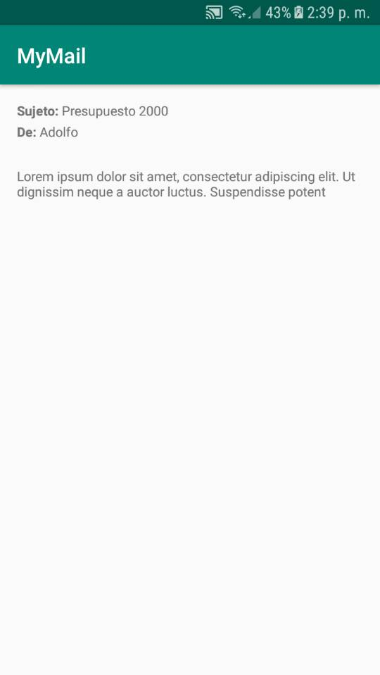 43% 2:39 p. m.
MyMail
Sujeto: Presupuesto 2000
De: Adolfo
Lorem ipsum dolor sit amet, consectetur adipiscing elit. Ut
dignissim neque a auctor luctus. Suspendisse potent